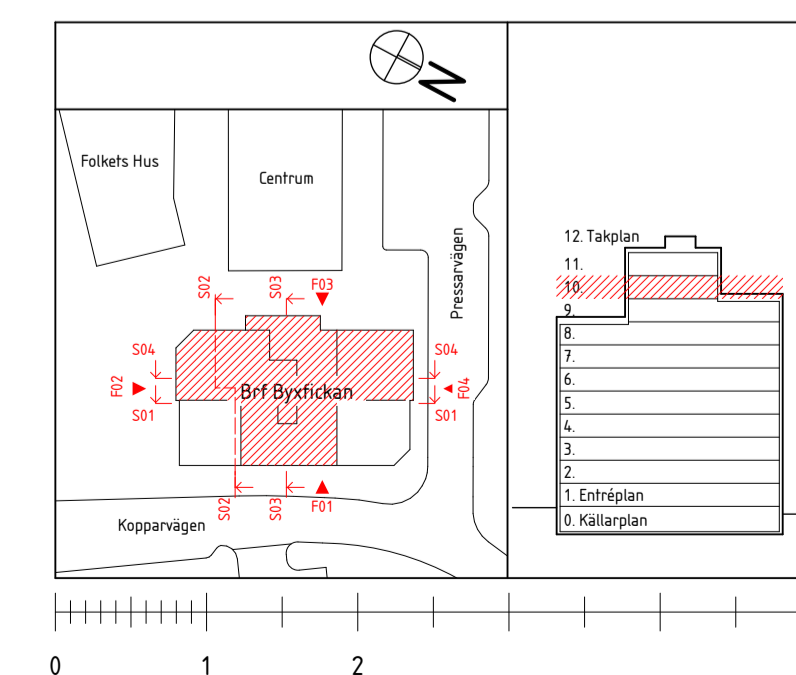 N
Folkets Hus
Centrum
Pressarvägen
12. Takplan
11.
10.
9.
8.
7.
6.
5.
4.
3.
2.
1. Entréplan
0. Källarplan
S02
S03
F03
S04
S04
F02
Brf Byxfickan
F04
S01
S01
S02
S03
F01
Kopparvägen
0 1 2